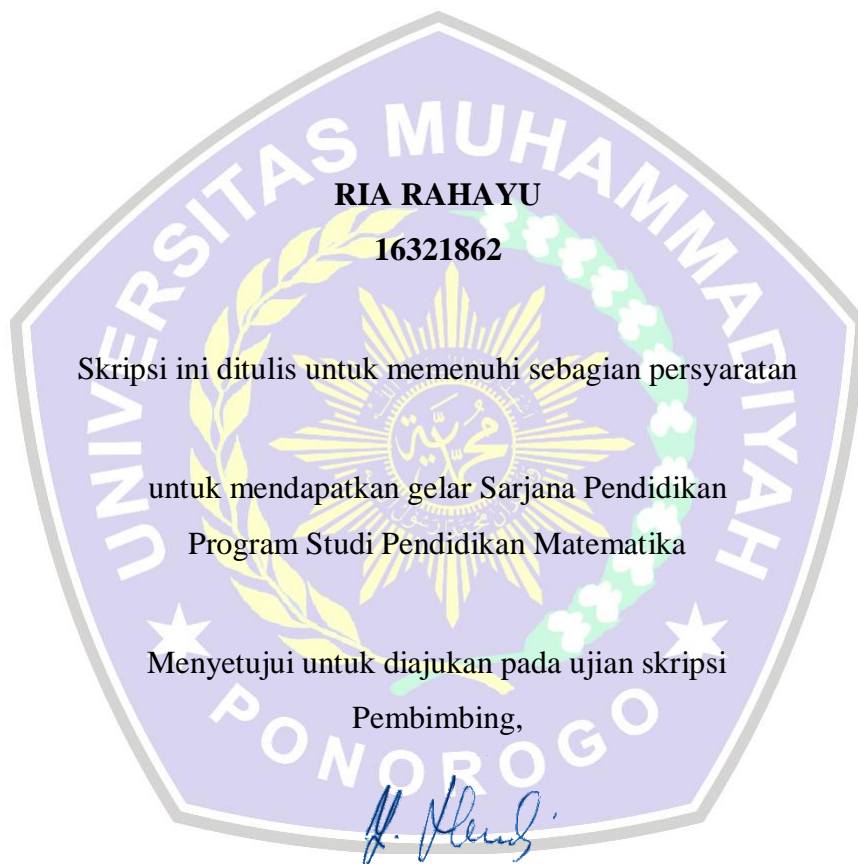 UNIVERSITAS MUHAMMADIYAH
RIA RAHAYU
16321862
Skripsi ini ditulis untuk memenuhi sebagian persyaratan
untuk mendapatkan gelar Sarjana Pendidikan
Program Studi Pendidikan Matematika
Menyetujui untuk diajukan pada ujian skripsi
Pembimbing,
PONOROGO